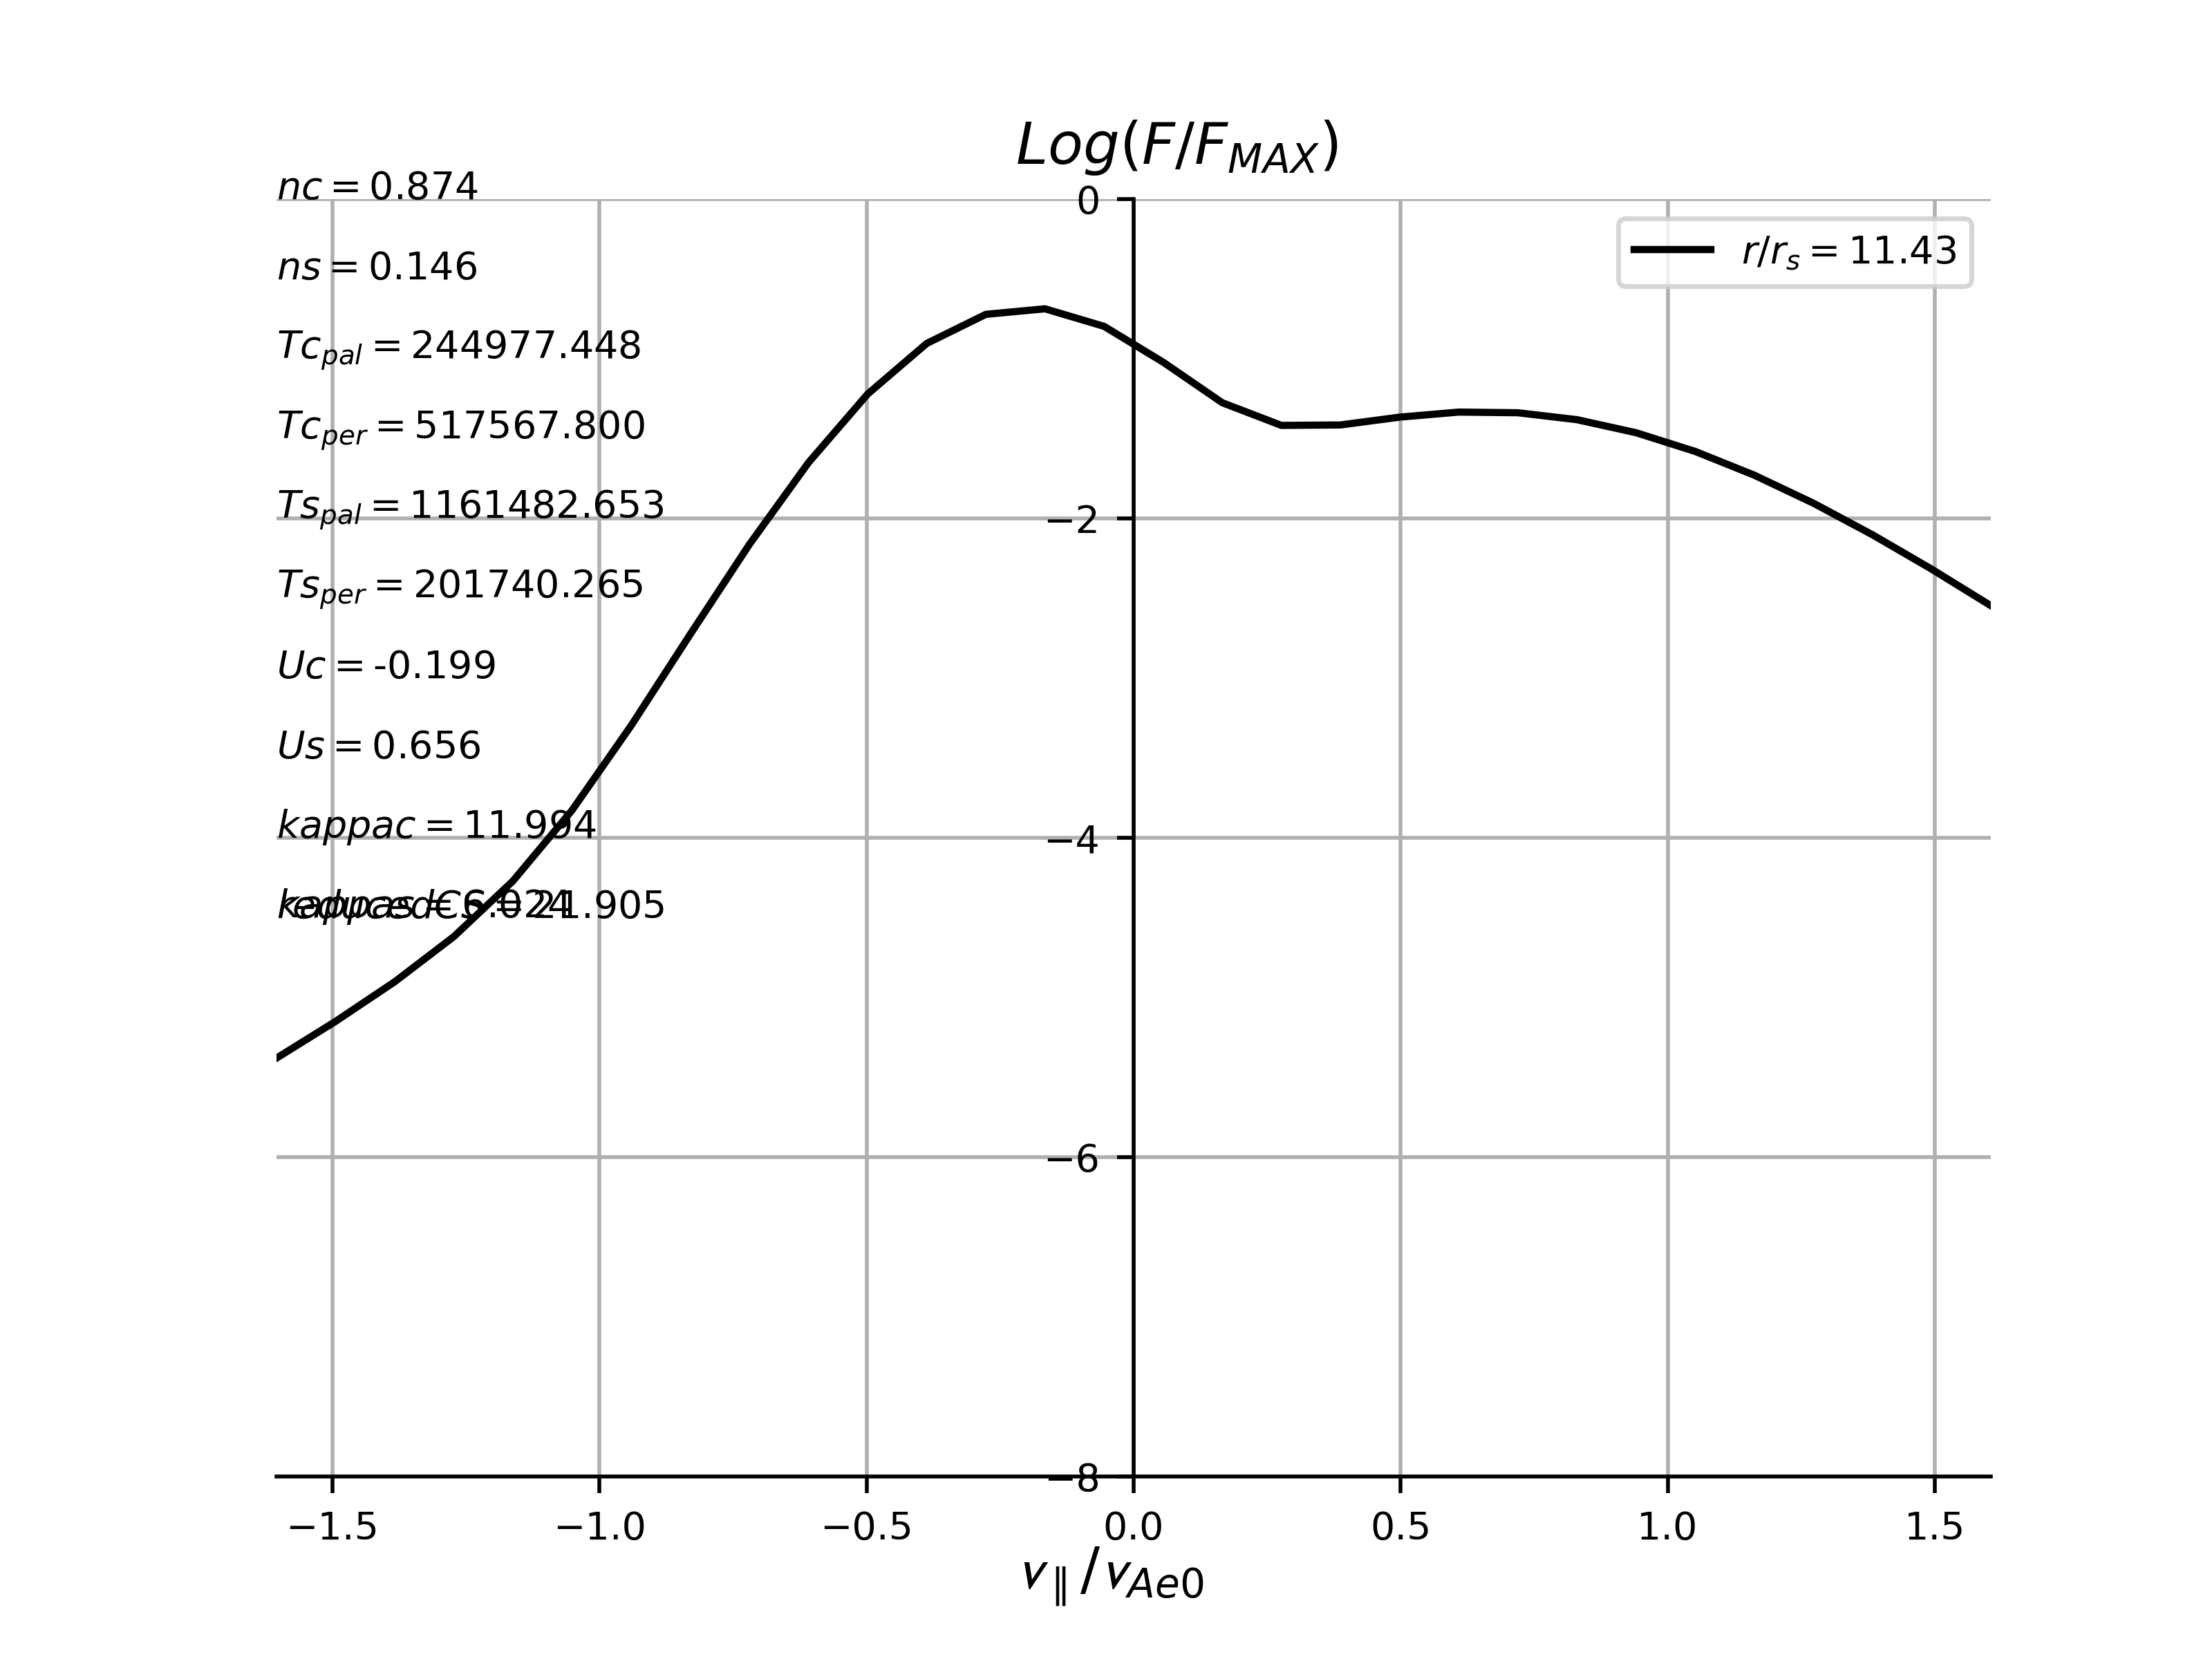 Log(F/F_MAX)
nc = 0.874
ns = 0.146
Tc_pal = 244977.448
Tc_per = 517567.800
Ts_pal = 1161482.653
Ts_per = 201740.265
Uc = -0.199
Us = 0.656
kappac = 11.994
r/r_s = 11.43
0
−2
−4
−6
−8
−1.5 −1.0 −0.5 0.0 0.5 1.0 1.5
v_∥/v_Ae0